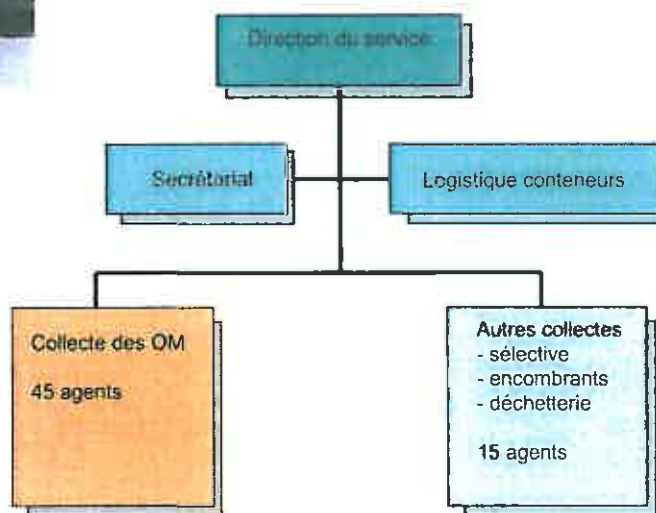 Direction du service
Secrétariat
Logistique conteneurs
Collecte des OM
45 agents
Autres collectes
- sélective
- encombrants
- déchetterie
15 agents